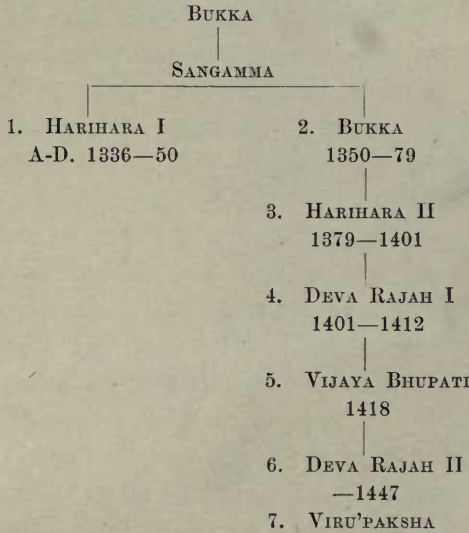 BUKKA
SANGAMMA
1. HARIHARA I 2. BUKKA
A-D. 1336—50 1350—79
3. HARIHARA II
1379—1401
4. DEVA RAJAH I
1401—1412
5. VIJAYA BHUPATI
1418
6. DEVA RAJAH II
—1447
7. VIRU'PAKSHA